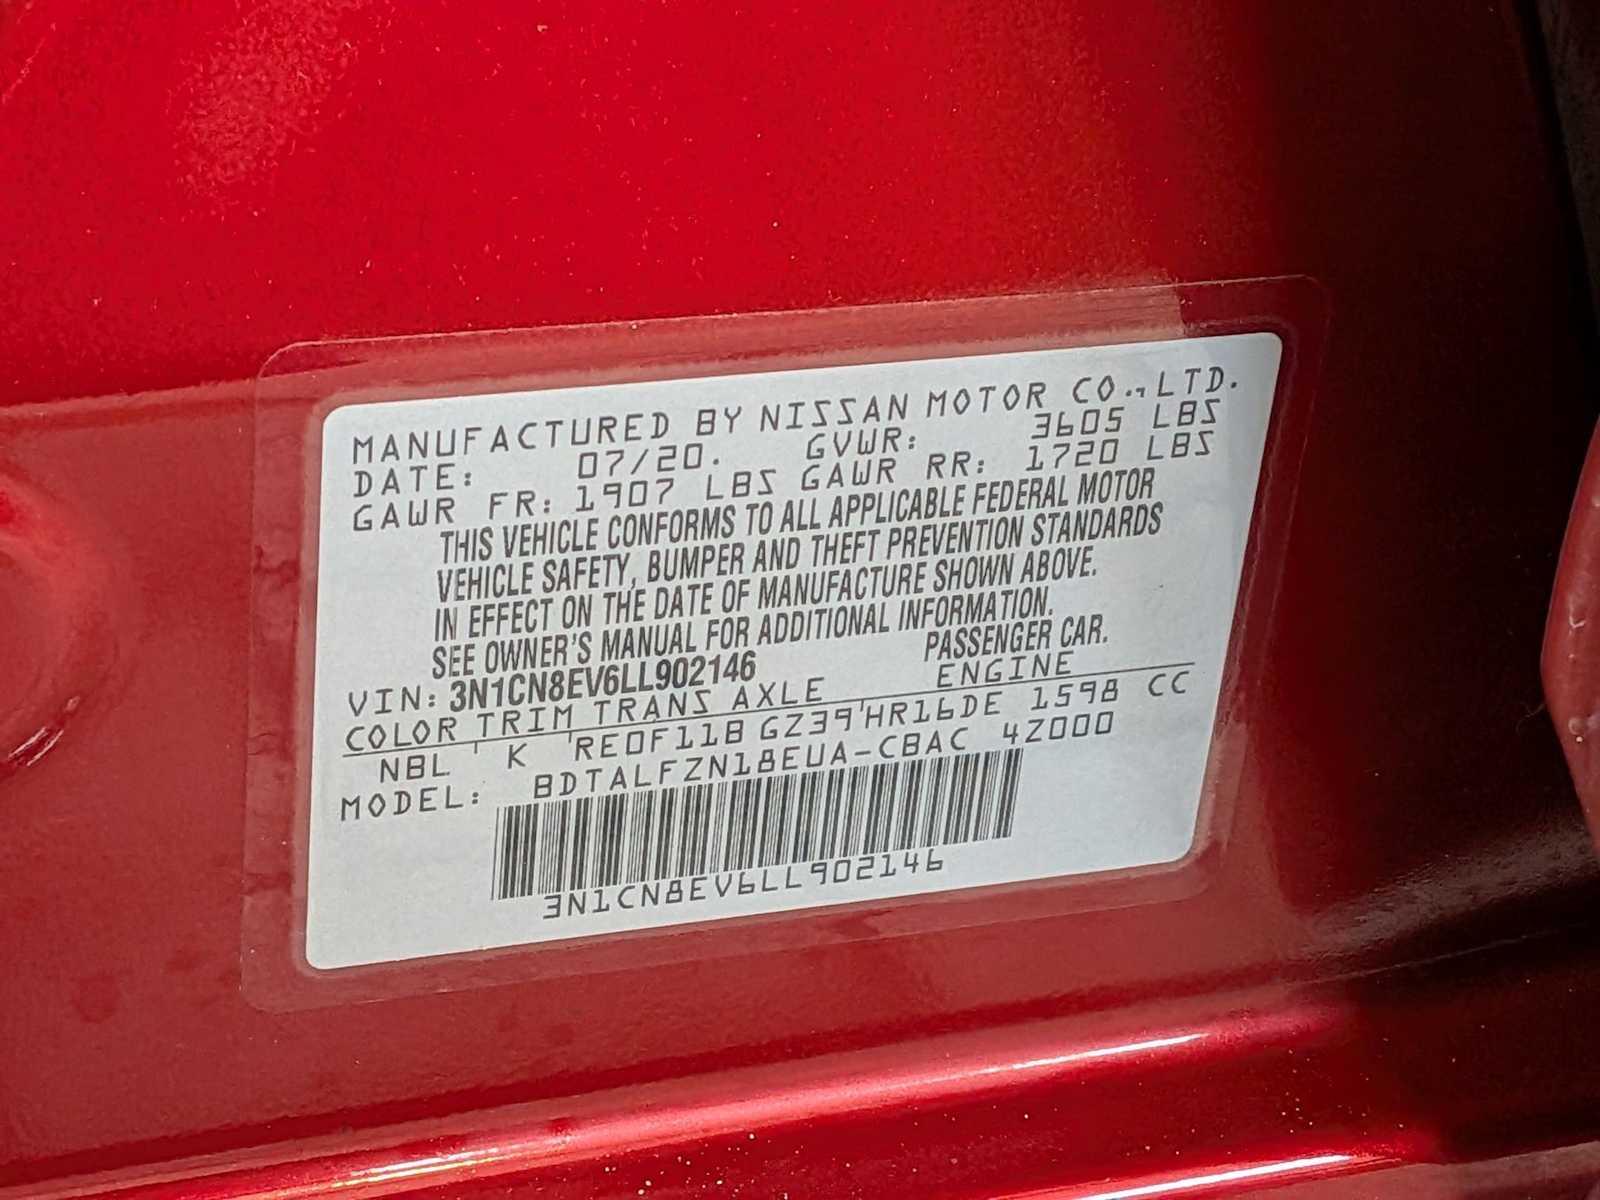 MANUFACTURED BY NISSAN MOTOR CO., LTD.
DATE: 07/20. GVWR: 3605 LBS
GAWR FR: 1907 LBS GAWR RR: 1720 LBS
THIS VEHICLE CONFORMS TO ALL APPLICABLE FEDERAL MOTOR
VEHICLE SAFETY, BUMPER AND THEFT PREVENTION STANDARDS
IN EFFECT ON THE DATE OF MANUFACTURE SHOWN ABOVE.
SEE OWNER'S MANUAL FOR ADDITIONAL INFORMATION.
VIN: 3N1CN8EV6LL902146 PASSENGER CAR.
COLOR TRIM TRANS AXLE ENGINE
NBL ' K 'RE0F11B GZ39'HR16DE 1598 CC
MODEL: BDTALFZN18EUA-CBAC 4Z000
3N1CN8EV6LL902146